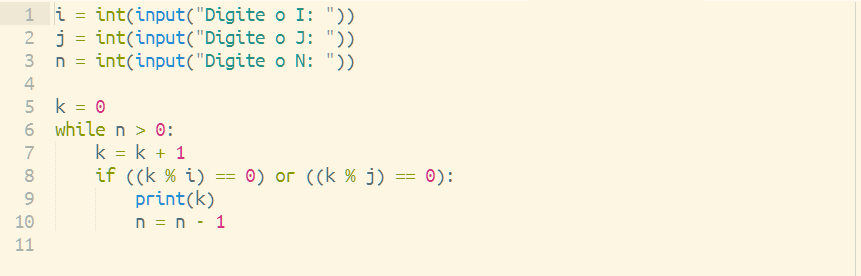 1 i = int(input("Digite o I: "))
2 j = int(input("Digite o J: "))
3 n = int(input("Digite o N: "))
4
5 k = 0
6 while n > 0:
7     k = k + 1
8     if ((k % i) == 0) or ((k % j) == 0):
9         print(k)
10         n = n - 1
11